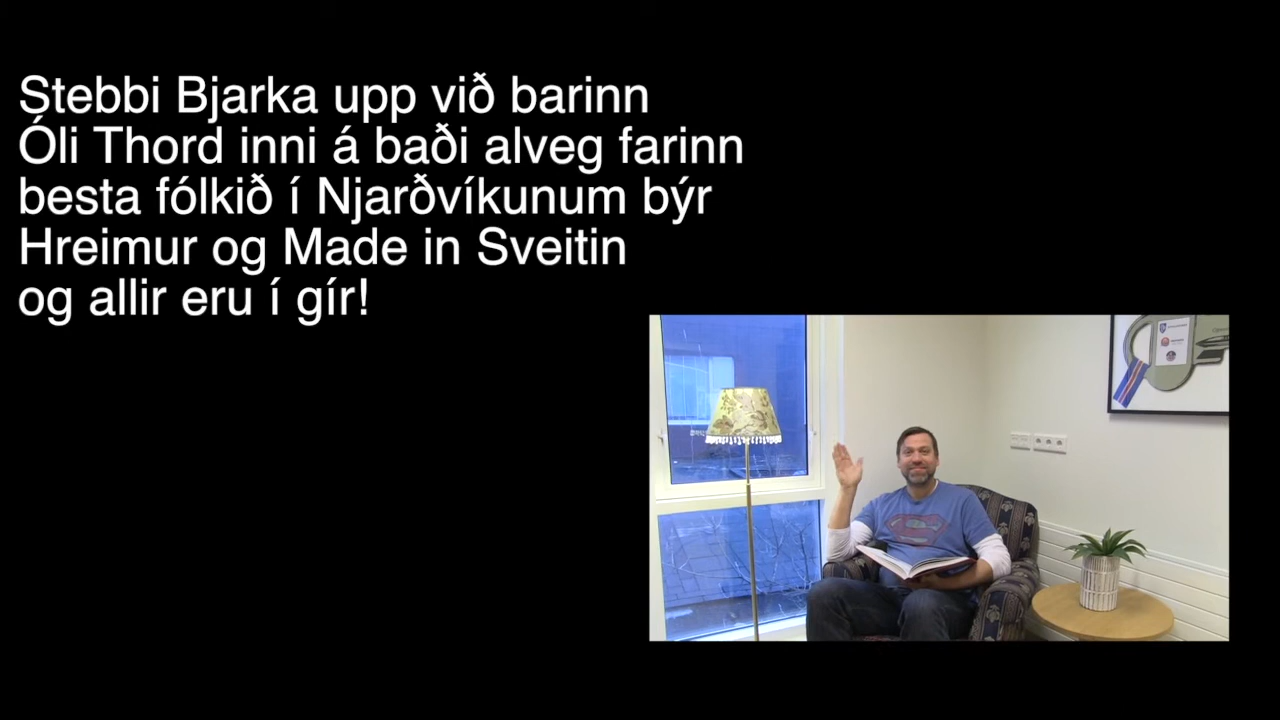 Stebbi Bjarka upp við barinn
Óli Thord inni á baði alveg farinn
besta fólkið í Njarðvíkunum býr
Hreimur og Made in Sveitin
og allir eru í gír!